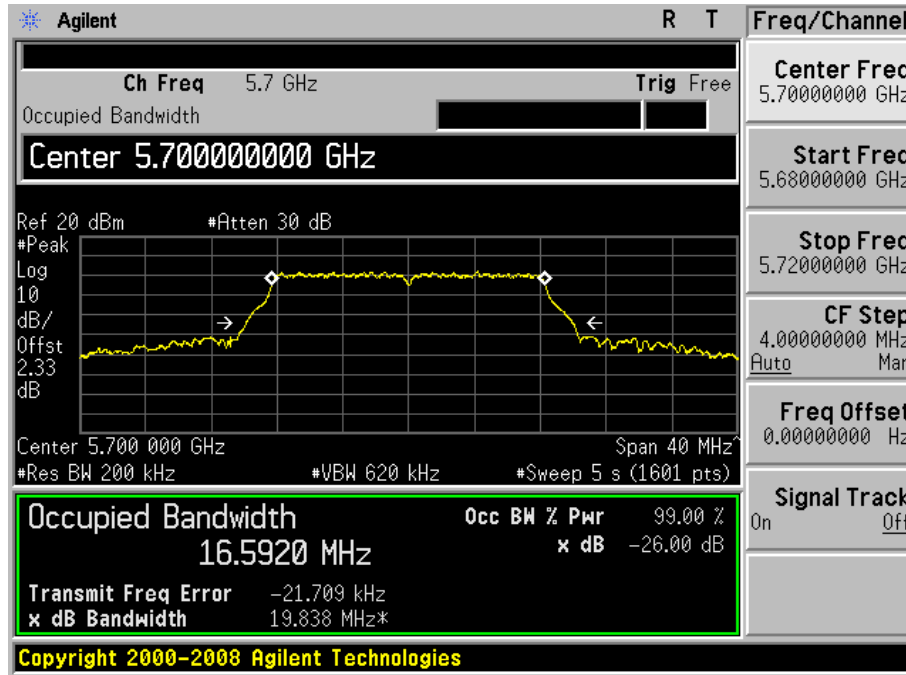 Agilent R T Freq/Channel
Ch Freq 5.7 GHz Trig Free
Occupied Bandwidth
Center 5.700000000 GHz
Ref 20 dBm #Atten 30 dB
#Peak
Log
10
dB/
Offst
2.33
dB
Center 5.700 000 GHz Span 40 MHz^
#Res BW 200 kHz #VBW 620 kHz #Sweep 5 s (1601 pts)
Occupied Bandwidth Occ BW % Pwr 99.00 %
16.5920 MHz x dB -26.00 dB
Transmit Freq Error -21.709 kHz
x dB Bandwidth 19.838 MHz*
Copyright 2000-2008 Agilent Technologies
Center Freq
5.70000000 GHz
Start Freq
5.68000000 GHz
Stop Freq
5.72000000 GHz
CF Step
4.00000000 MHz
Auto Man
Freq Offset
0.00000000 Hz
Signal Track
On Off